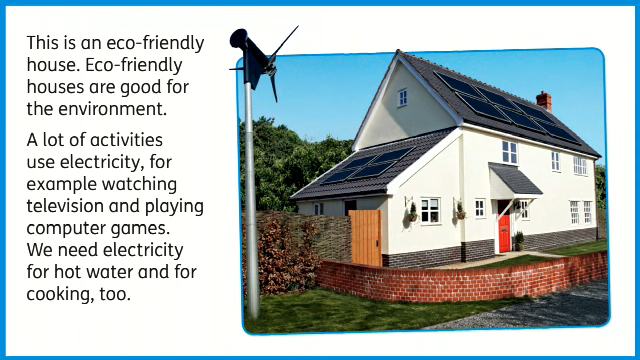 This is an eco-friendly
house. Eco-friendly
houses are good for
the environment.
A lot of activities
use electricity, for
example watching
television and playing
computer games.
We need electricity
for hot water and for
cooking, too.